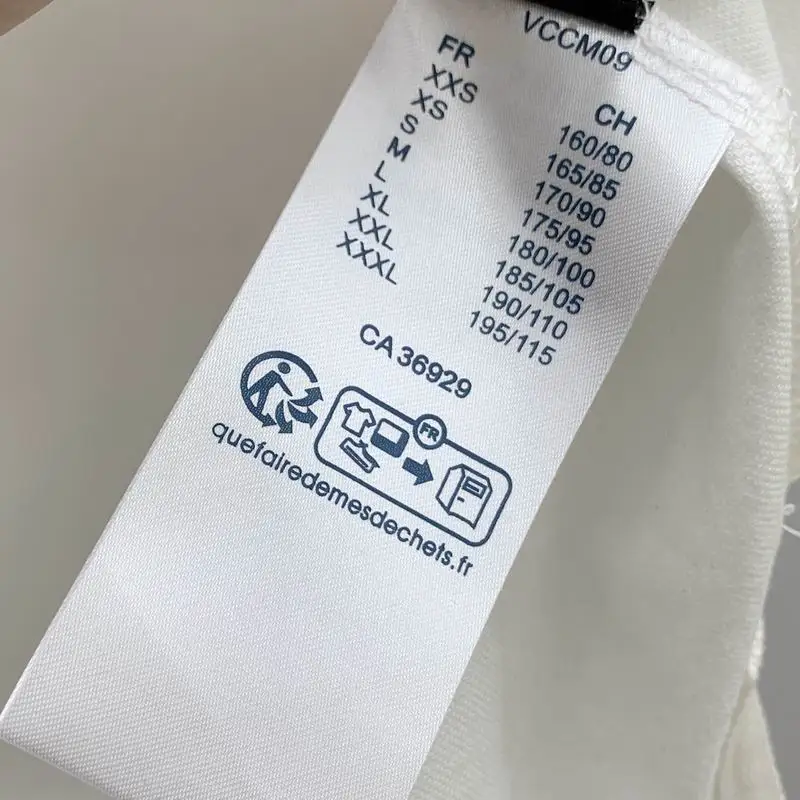 VCCM09
FR CH
XXS 160/80
XS 165/85
S 170/90
M 175/95
L 180/100
XL 185/105
XXL 190/110
XXXL 195/115
CA 36929
FR
quefairedemesdechets.fr